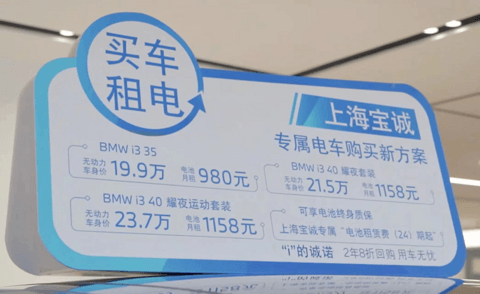 买车
租电
上海宝诚
专属电车购买新方案
BMW i3 35
无动力车身价 19.9万 电池月租 980元
BMW i3 40 耀夜套装
无动力车身价 21.5万 电池月租 1158元
BMW i3 40 耀夜运动套装
无动力车身价 23.7万 电池月租 1158元
可享电池终身质保
上海宝诚专属“电池租赁费（24）期起”
“i”的诚诺 2年8折回购 用车无忧